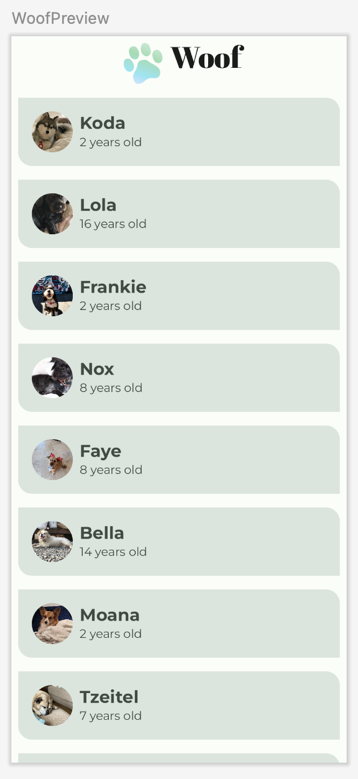 WoofPreview
Woof
Koda
2 years old
Lola
16 years old
Frankie
2 years old
Nox
8 years old
Faye
8 years old
Bella
14 years old
Moana
2 years old
Tzeitel
7 years old